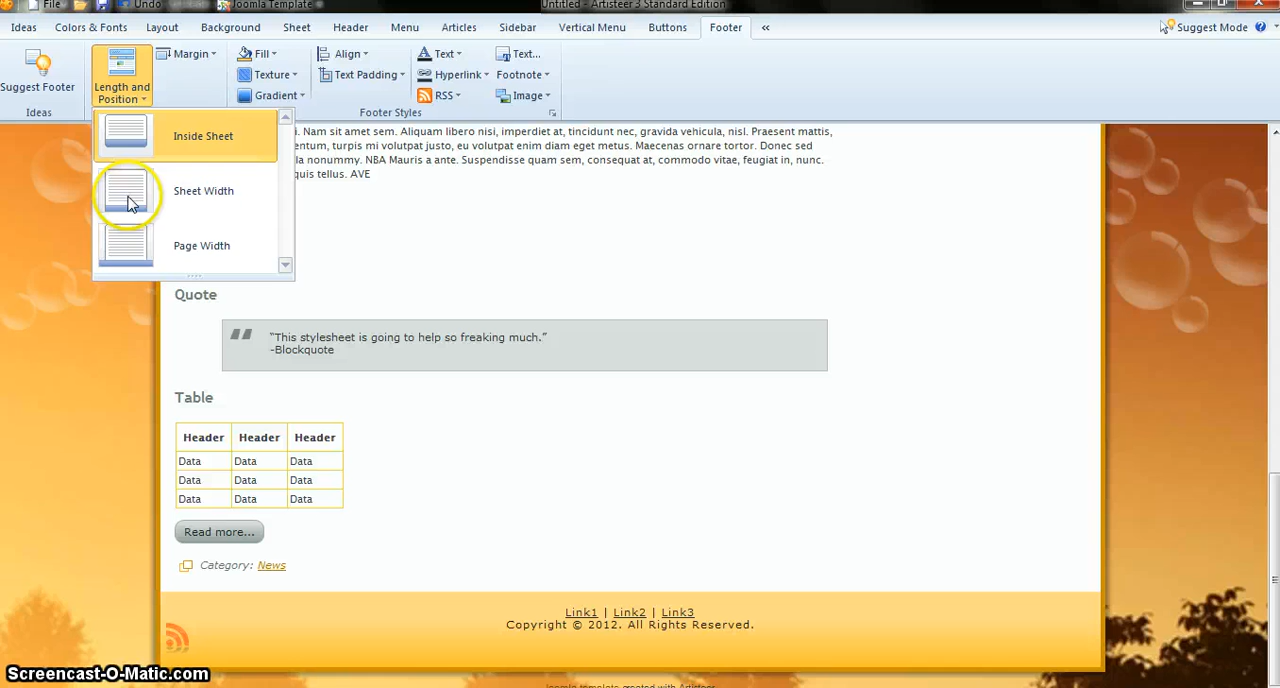 File Undo Joomla Template Untitled - Artisteer 3 Standard Edition
Ideas Colors & Fonts Layout Background Sheet Header Menu Articles Sidebar Vertical Menu Buttons Footer « Suggest Mode
Margin Fill Align Text Text...
Texture Text Padding Hyperlink Footnote
Suggest Footer Length and
Position Gradient RSS Image
Ideas Footer Styles
Inside Sheet
Sheet Width
Page Width
i. Nam sit amet sem. Aliquam libero nisi, imperdiet at, tincidunt nec, gravida vehicula, nisl. Praesent mattis,
entum, turpis mi volutpat justo, eu volutpat enim diam eget metus. Maecenas ornare tortor. Donec sed
la nonummy. NBA Mauris a ante. Suspendisse quam sem, consequat at, commodo vitae, feugiat in, nunc.
quis tellus. AVE
Quote
“This stylesheet is going to help so freaking much.”
-Blockquote
Table
Header Header Header
Data Data Data
Data Data Data
Data Data Data
Read more...
Category: News
Link1 | Link2 | Link3
Copyright © 2012. All Rights Reserved.
Screencast-O-Matic.com
Joomla template created with Artisteer.